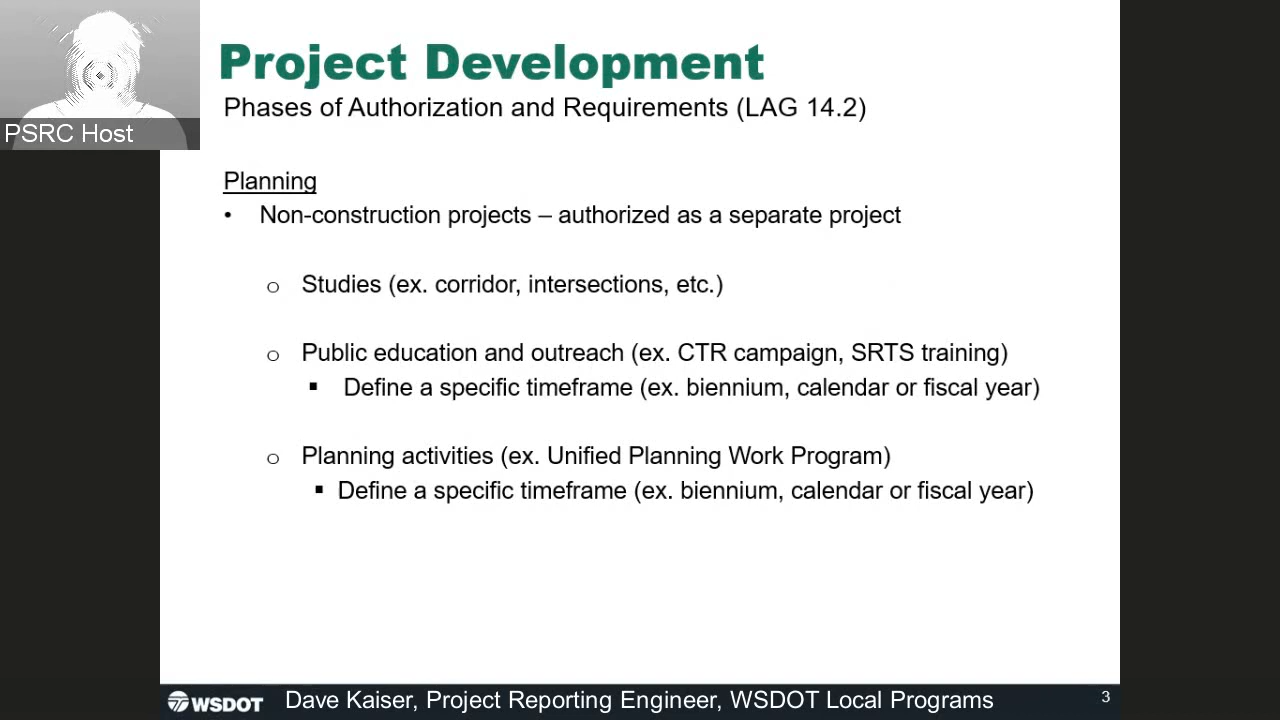 PSRC Host
Project Development
Phases of Authorization and Requirements (LAG 14.2)
Planning
• Non-construction projects – authorized as a separate project
o Studies (ex. corridor, intersections, etc.)
o Public education and outreach (ex. CTR campaign, SRTS training)
▪ Define a specific timeframe (ex. biennium, calendar or fiscal year)
o Planning activities (ex. Unified Planning Work Program)
▪ Define a specific timeframe (ex. biennium, calendar or fiscal year)
WSDOT Dave Kaiser, Project Reporting Engineer, WSDOT Local Programs 3